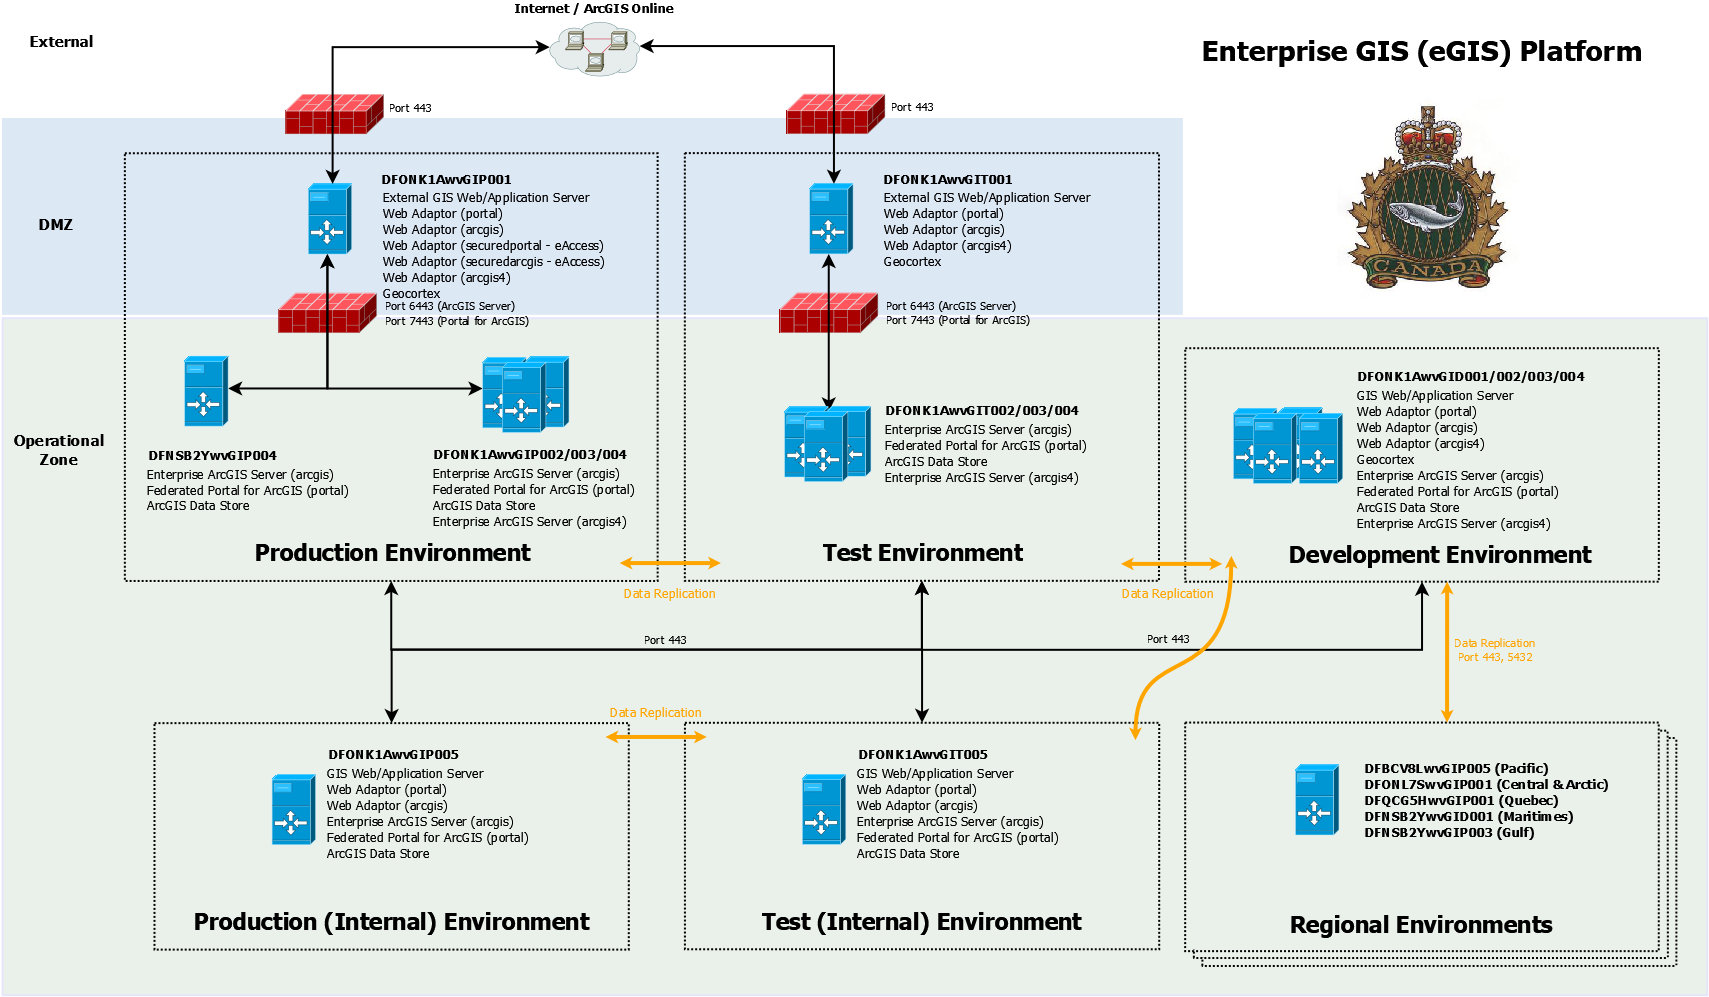 Internet / ArcGIS Online
External
Enterprise GIS (eGIS) Platform
Port 443
Port 443
DMZ
DFONK1AwvGIP001
External GIS Web/Application Server
Web Adaptor (portal)
Web Adaptor (arcgis)
Web Adaptor (securedportal - eAccess)
Web Adaptor (securedarcgis - eAccess)
Web Adaptor (arcgis4)
Geocortex
Port 6443 (ArcGIS Server)
Port 7443 (Portal for ArcGIS)
DFONK1AwvGIT001
External GIS Web/Application Server
Web Adaptor (portal)
Web Adaptor (arcgis)
Web Adaptor (arcgis4)
Geocortex
Port 6443 (ArcGIS Server)
Port 7443 (Portal for ArcGIS)
CANADA
Operational
Zone
DFNSB2YwvGIP004
Enterprise ArcGIS Server (arcgis)
Federated Portal for ArcGIS (portal)
ArcGIS Data Store
DFONK1AwvGIP002/003/004
Enterprise ArcGIS Server (arcgis)
Federated Portal for ArcGIS (portal)
ArcGIS Data Store
Enterprise ArcGIS Server (arcgis4)
Production Environment
DFONK1AwvGIT002/003/004
Enterprise ArcGIS Server (arcgis)
Federated Portal for ArcGIS (portal)
ArcGIS Data Store
Enterprise ArcGIS Server (arcgis4)
Test Environment
DFONK1AwvGID001/002/003/004
GIS Web/Application Server
Web Adaptor (portal)
Web Adaptor (arcgis)
Web Adaptor (arcgis4)
Geocortex
Enterprise ArcGIS Server (arcgis)
Federated Portal for ArcGIS (portal)
ArcGIS Data Store
Enterprise ArcGIS Server (arcgis4)
Development Environment
Data Replication
Data Replication
Port 443
Port 443
Data Replication
Port 443, 5432
Data Replication
DFONK1AwvGIP005
GIS Web/Application Server
Web Adaptor (portal)
Web Adaptor (arcgis)
Enterprise ArcGIS Server (arcgis)
Federated Portal for ArcGIS (portal)
ArcGIS Data Store
Production (Internal) Environment
DFONK1AwvGIT005
GIS Web/Application Server
Web Adaptor (portal)
Web Adaptor (arcgis)
Enterprise ArcGIS Server (arcgis)
Federated Portal for ArcGIS (portal)
ArcGIS Data Store
Test (Internal) Environment
DFBCV8LwvGIP005 (Pacific)
DFONL7SwvGIP001 (Central & Arctic)
DFQCG5HwvGIP001 (Quebec)
DFNSB2YwvGID001 (Maritimes)
DFNSB2YwvGIP003 (Gulf)
Regional Environments